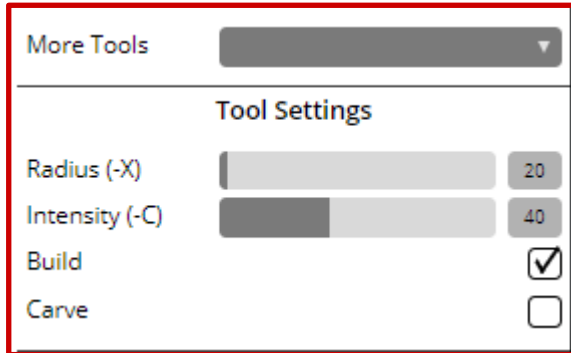 More Tools
Tool Settings
Radius (-X) 20
Intensity (-C) 40
Build
Carve